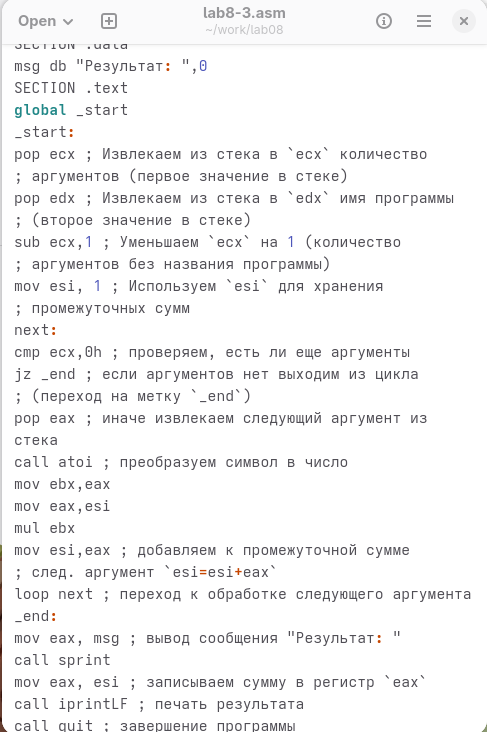 Open
lab8-3.asm
~/work/lab08
SECTION .data
msg db "Результат: ",0
SECTION .text
global _start
_start:
pop ecx ; Извлекаем из стека в `ecx` количество
; аргументов (первое значение в стеке)
pop edx ; Извлекаем из стека в `edx` имя программы
; (второе значение в стеке)
sub ecx,1 ; Уменьшаем `ecx` на 1 (количество
; аргументов без названия программы)
mov esi, 1 ; Используем `esi` для хранения
; промежуточных сумм
next:
cmp ecx,0h ; проверяем, есть ли еще аргументы
jz _end ; если аргументов нет выходим из цикла
; (переход на метку `_end`)
pop eax ; иначе извлекаем следующий аргумент из
стека
call atoi ; преобразуем символ в число
mov ebx,eax
mov eax,esi
mul ebx
mov esi,eax ; добавляем к промежуточной сумме
; след. аргумент `esi=esi+eax`
loop next ; переход к обработке следующего аргумента
_end:
mov eax, msg ; вывод сообщения "Результат: "
call sprint
mov eax, esi ; записываем сумму в регистр `eax`
call iprintLF ; печать результата
call quit ; завершение программы